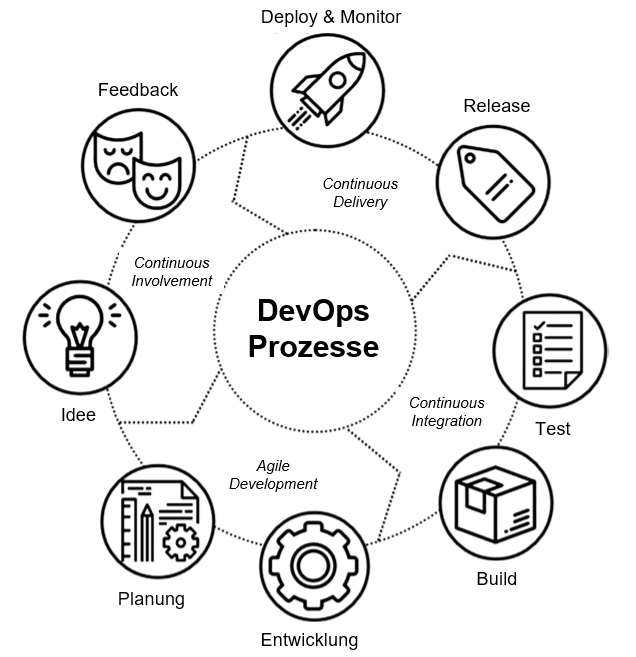 Deploy & Monitor
Feedback
Release
Continuous
Delivery
Continuous
Involvement
DevOps
Prozesse
Idee
Continuous
Integration
Test
Agile
Development
Build
Planung
Entwicklung